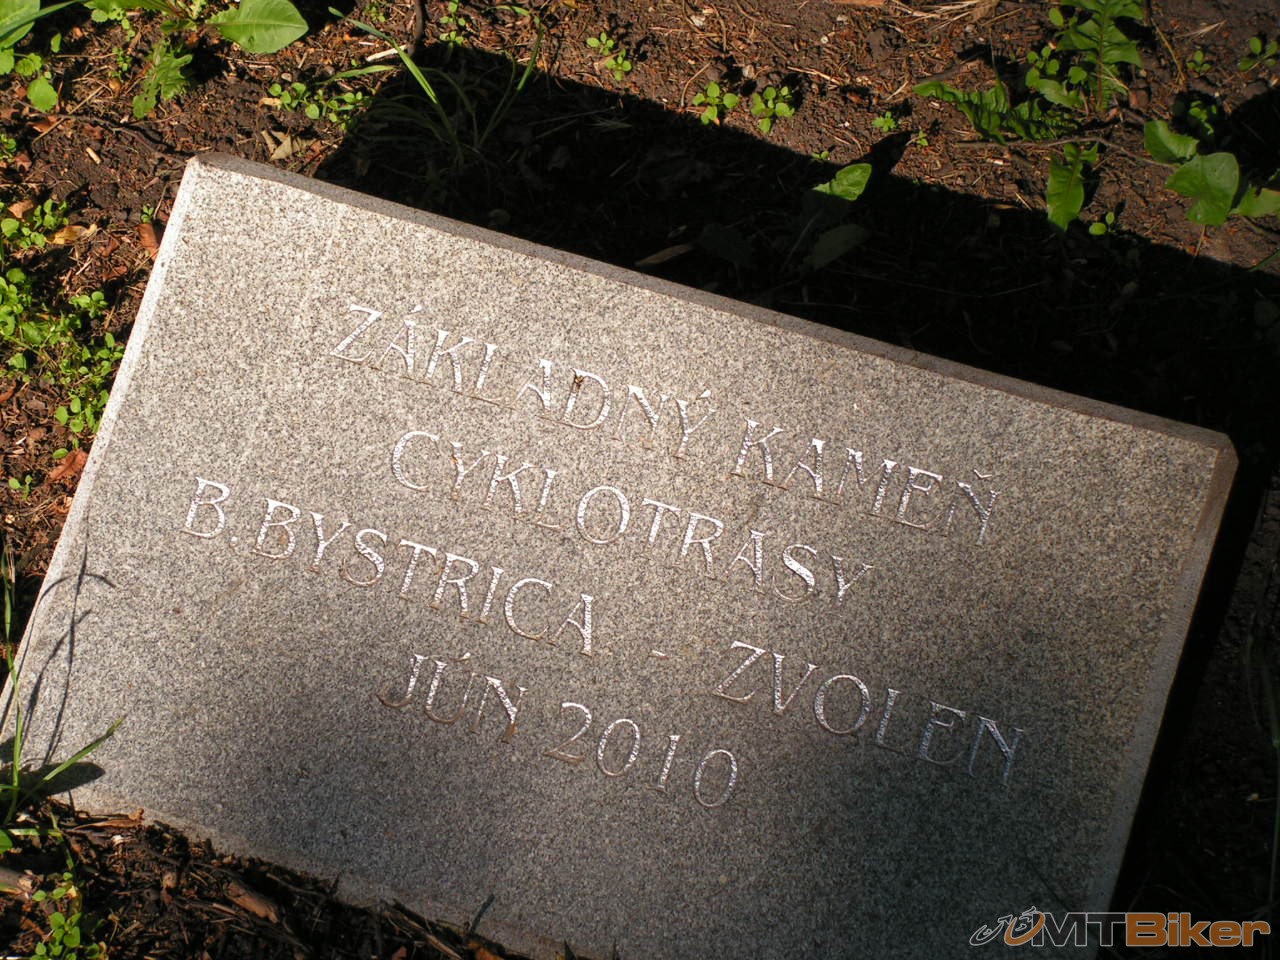 ZÁKLADNÝ KAMEŇ
CYKLOTRASY
B.BYSTRICA - ZVOLEN
JÚN 2010
MTBiker